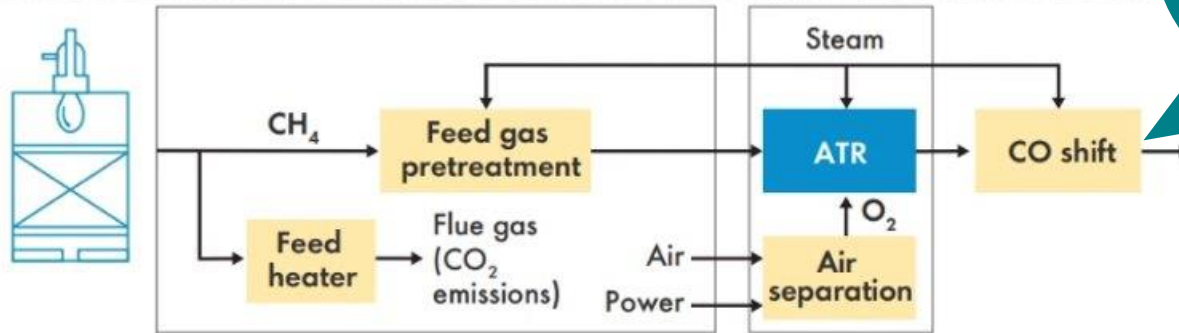 Steam
CH₄
Feed gas
pretreatment
ATR
CO shift
O₂
Feed
heater
Flue gas
(CO₂
emissions)
Air
Power
Air
separation